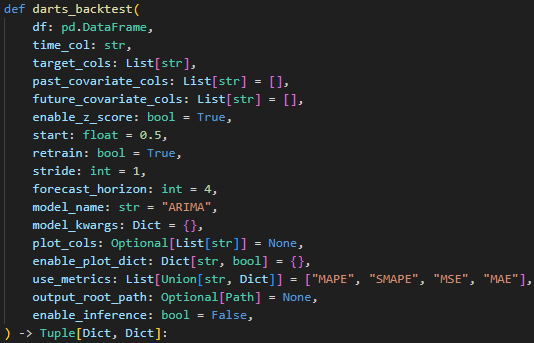 def darts_backtest(
    df: pd.DataFrame,
    time_col: str,
    target_cols: List[str],
    past_covariate_cols: List[str] = [],
    future_covariate_cols: List[str] = [],
    enable_z_score: bool = True,
    start: float = 0.5,
    retrain: bool = True,
    stride: int = 1,
    forecast_horizon: int = 4,
    model_name: str = "ARIMA",
    model_kwargs: Dict = {},
    plot_cols: Optional[List[str]] = None,
    enable_plot_dict: Dict[str, bool] = {},
    use_metrics: List[Union[str, Dict]] = ["MAPE", "SMAPE", "MSE", "MAE"],
    output_root_path: Optional[Path] = None,
    enable_inference: bool = False,
) -> Tuple[Dict, Dict]: